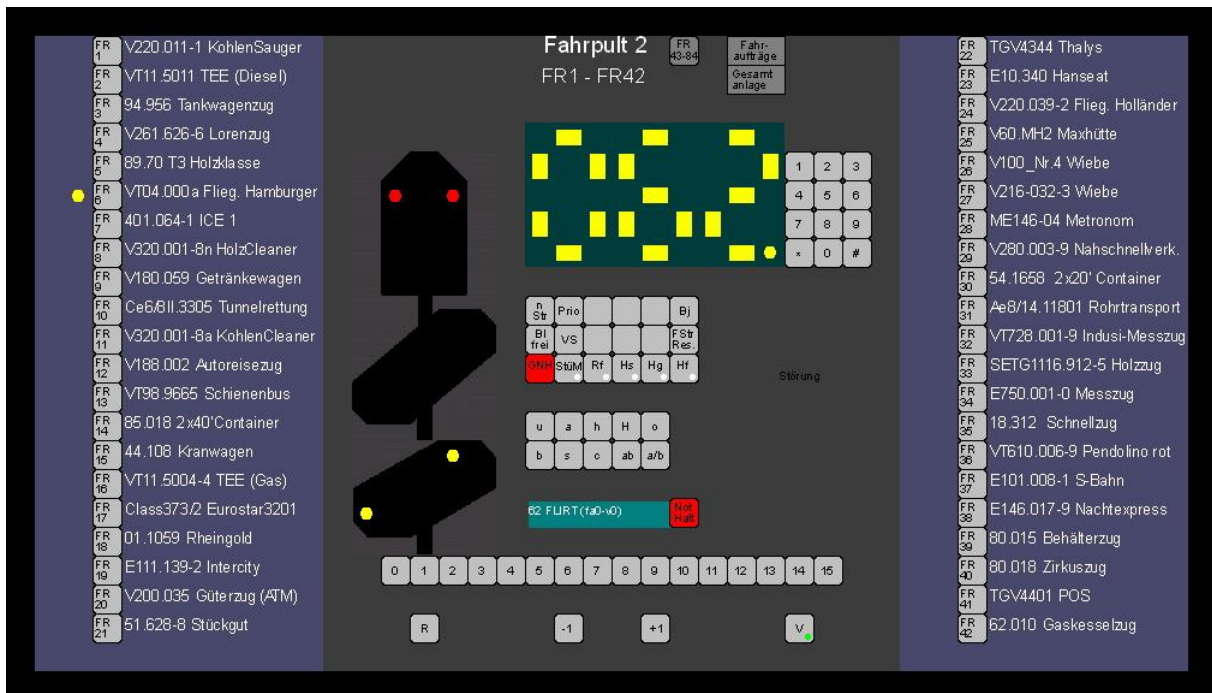 Fahrpult 2
FR1 - FR42
FR 43-84
Fahr-
aufträge
Gesamt
anlage
FR 1 V220.011-1 KohlenSauger
FR 2 VT11.5011 TEE (Diesel)
FR 3 94.956 Tankwagenzug
FR 4 V261.626-6 Lorenzug
FR 5 89.70 T3 Holzklasse
FR 6 VT04.000a Flieg. Hamburger
FR 7 401.064-1 ICE 1
FR 8 V320.001-8n HolzCleaner
FR 9 V180.059 Getränkewagen
FR 10 Ce6/8II.3305 Tunnelrettung
FR 11 V320.001-8a KohlenCleaner
FR 12 V188.002 Autoreisezug
FR 13 VT98.9665 Schienenbus
FR 14 85.018 2x40'Container
FR 15 44.108 Kranwagen
FR 16 VT11.5004-4 TEE (Gas)
FR 17 Class373/2 Eurostar3201
FR 18 01.1059 Rheingold
FR 19 E111.139-2 Intercity
FR 20 V200.035 Güterzug (ATM)
FR 21 51.628-8 Stückgut
1 2 3
4 5 6
7 8 9
* 0 #
n Str Prio Bj
Bl frei VS FStr Res.
GNH StüM Rf Hs Hg Hf
Störung
u a h H o
b s c ab a/b
62 FLIRT(fa0-v0)
Not Halt
0 1 2 3 4 5 6 7 8 9 10 11 12 13 14 15
R -1 +1 V
FR 22 TGV4344 Thalys
FR 23 E10.340 Hanseat
FR 24 V220.039-2 Flieg. Holländer
FR 25 V60.MH2 Maxhütte
FR 26 V100_Nr.4 Wiebe
FR 27 V216-032-3 Wiebe
FR 28 ME146-04 Metronom
FR 29 V280.003-9 Nahschnellverk.
FR 30 54.1658 2x20' Container
FR 31 Ae8/14.11801 Rohrtransport
FR 32 VT728.001-9 Indusi-Messzug
FR 33 SETG1116.912-5 Holzzug
FR 34 E750.001-0 Messzug
FR 35 18.312 Schnellzug
FR 36 VT610.006-9 Pendolino rot
FR 37 E101.008-1 S-Bahn
FR 38 E146.017-9 Nachtexpress
FR 39 80.015 Behälterzug
FR 40 80.018 Zirkuszug
FR 41 TGV4401 POS
FR 42 62.010 Gaskesselzug